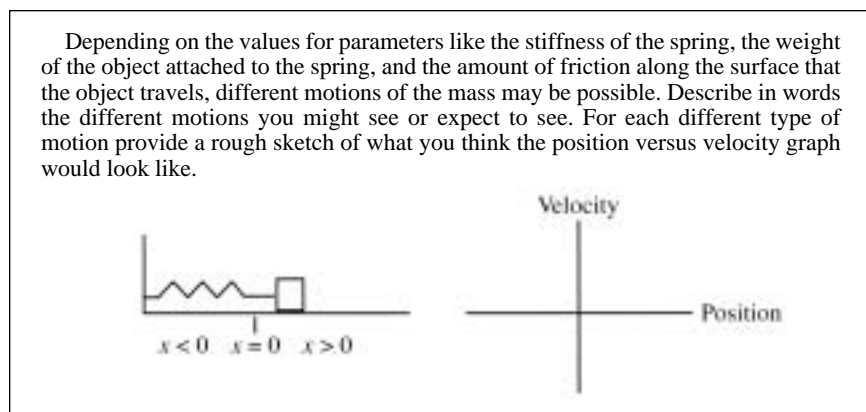 Depending on the values for parameters like the stiffness of the spring, the weight
of the object attached to the spring, and the amount of friction along the surface that
the object travels, different motions of the mass may be possible. Describe in words
the different motions you might see or expect to see. For each different type of
motion provide a rough sketch of what you think the position versus velocity graph
would look like.
Velocity
Position
x < 0 x = 0 x > 0